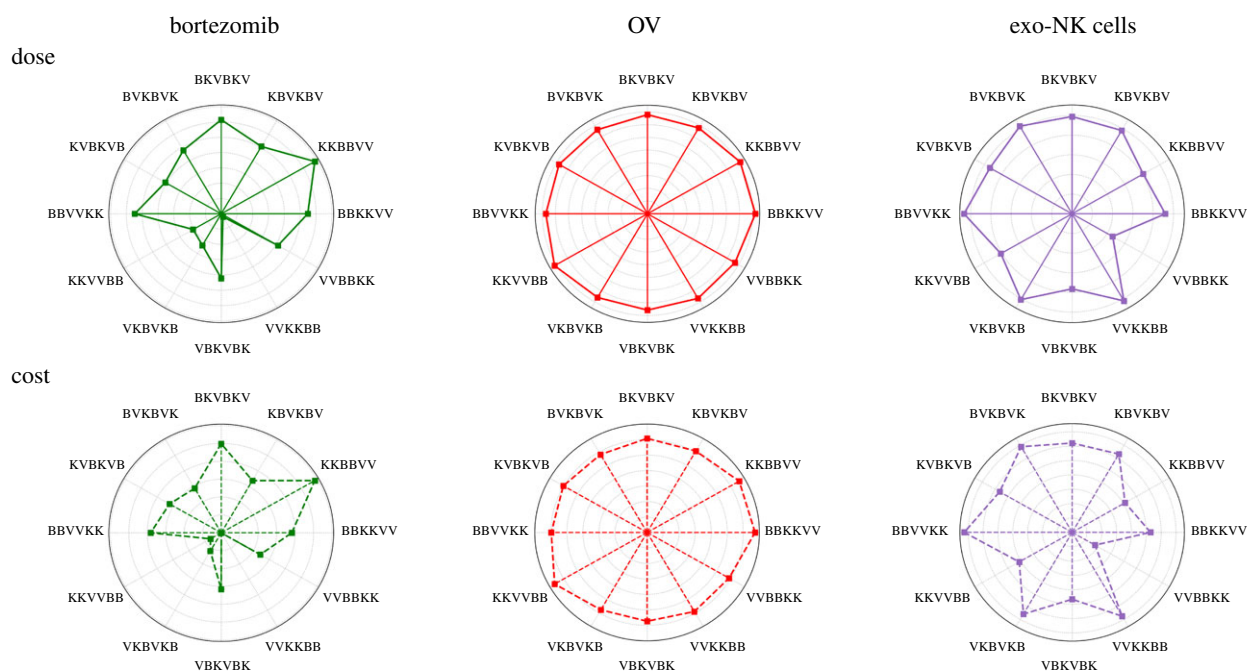 bortezomib OV exo-NK cells
dose
BKVBKV BKVBKV BKVBKV
BVKBVK KBVKBV BVKBVK KBVKBV BVKBVK KBVKBV
KVBKVB KKBBVV KVBKVB KKBBVV KVBKVB KKBBVV
BBVVKK BBKKVV BBVVKK BBKKVV BBVVKK BBKKVV
KKVVBB VVBBKK KKVVBB VVBBKK KKVVBB VVBBKK
VKBVKB VVKKBB VKBVKB VVKKBB VKBVKB VVKKBB
VBKVBK VBKVBK VBKVBK
cost
BKVBKV BKVBKV BKVBKV
BVKBVK KBVKBV BVKBVK KBVKBV BVKBVK KBVKBV
KVBKVB KKBBVV KVBKVB KKBBVV KVBKVB KKBBVV
BBVVKK BBKKVV BBVVKK BBKKVV BBVVKK BBKKVV
KKVVBB VVBBKK KKVVBB VVBBKK KKVVBB VVBBKK
VKBVKB VVKKBB VKBVKB VVKKBB VKBVKB VVKKBB
VBKVBK VBKVBK VBKVBK